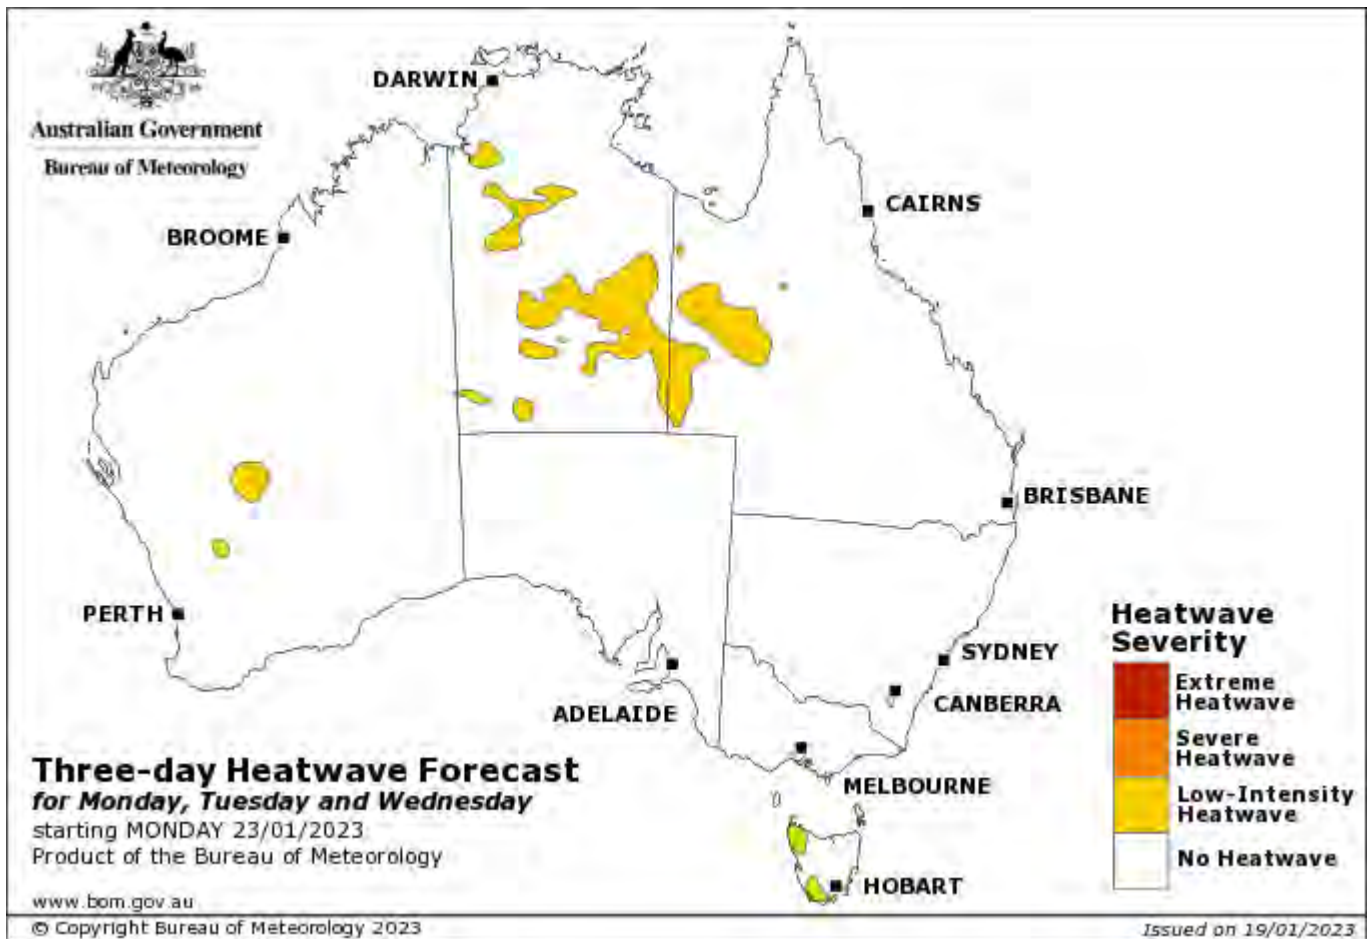 Australian Government
Bureau of Meteorology
DARWIN
CAIRNS
BROOME
BRISBANE
PERTH
SYDNEY
CANBERRA
ADELAIDE
MELBOURNE
HOBART
Heatwave
Severity
Extreme
Heatwave
Severe
Heatwave
Low-Intensity
Heatwave
No Heatwave
Three-day Heatwave Forecast
for Monday, Tuesday and Wednesday
starting MONDAY 23/01/2023
Product of the Bureau of Meteorology
www.bom.gov.au
© Copyright Bureau of Meteorology 2023
Issued on 19/01/2023